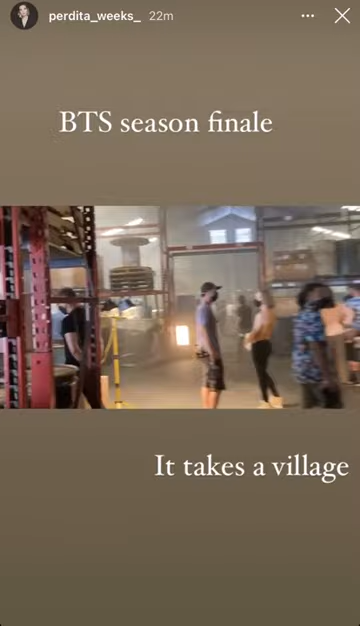 perdita_weeks_ 22m
BTS season finale
It takes a village